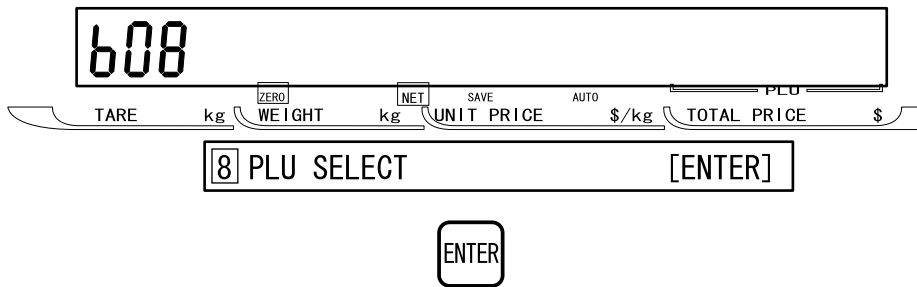 b08
PLU
ZERO NET SAVE AUTO
TARE kg WEIGHT kg UNIT PRICE $/kg TOTAL PRICE $
8 PLU SELECT [ENTER]
ENTER